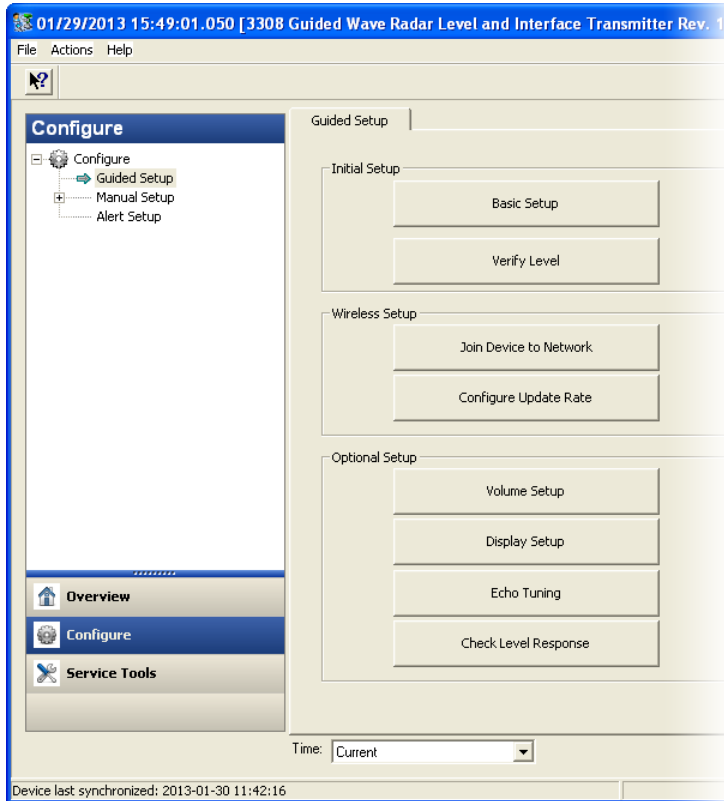 01/29/2013 15:49:01.050 [3308 Guided Wave Radar Level and Interface Transmitter Rev. 1
File Actions Help
Configure
Configure
Guided Setup
Manual Setup
Alert Setup
Overview
Configure
Service Tools
Guided Setup
Initial Setup
Basic Setup
Verify Level
Wireless Setup
Join Device to Network
Configure Update Rate
Optional Setup
Volume Setup
Display Setup
Echo Tuning
Check Level Response
Time: Current
Device last synchronized: 2013-01-30 11:42:16